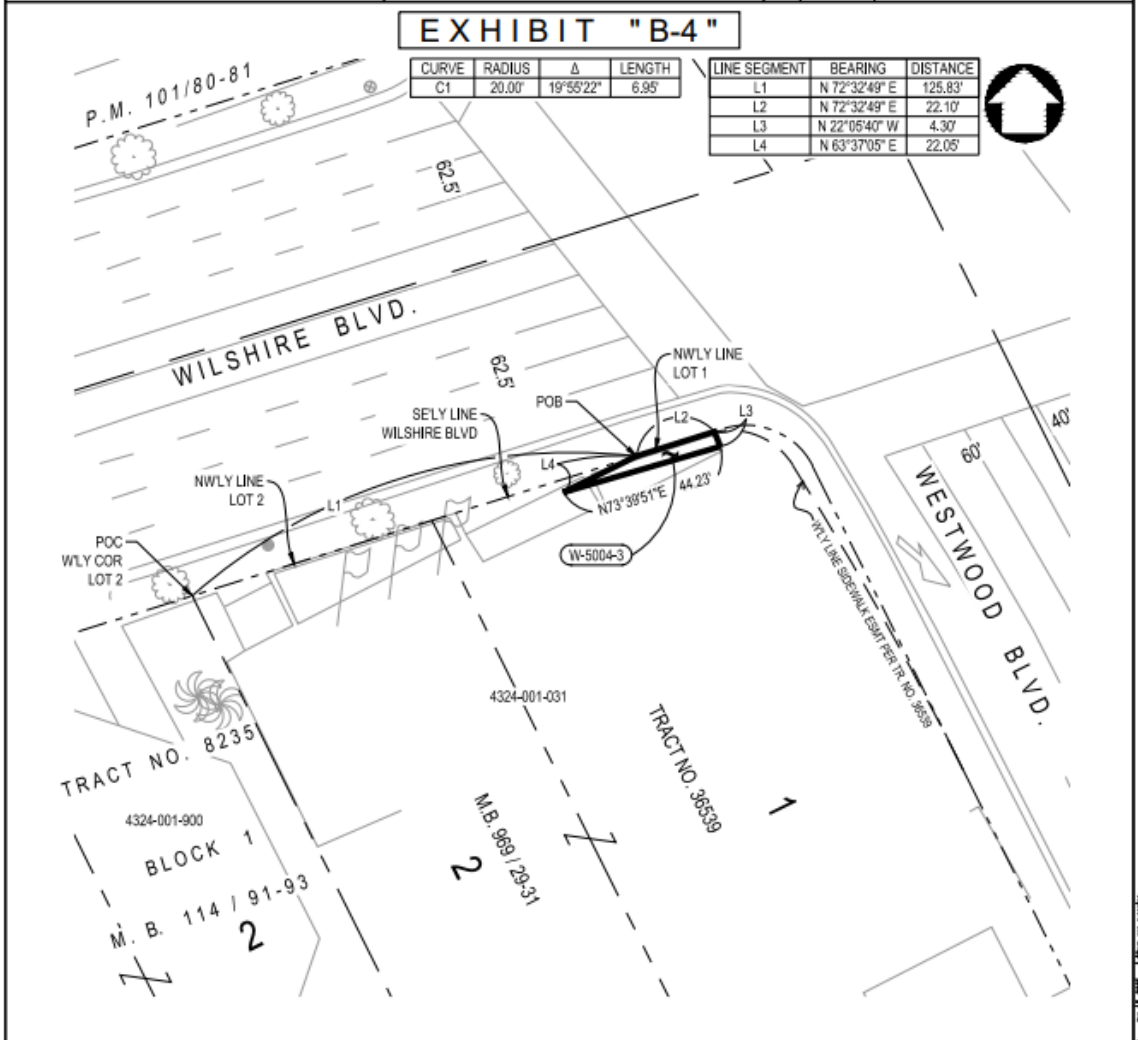 EXHIBIT "B-4"
CURVE RADIUS Δ LENGTH
C1 20.00' 19°55'22" 6.95'
LINE SEGMENT BEARING DISTANCE
L1 N 72°32'49" E 125.83'
L2 N 72°32'49" E 22.10'
L3 N 22°05'40" W 4.30'
L4 N 63°37'05" E 22.05'
P.M. 101/80-81
62.5'
WILSHIRE BLVD.
62.5'
NW'LY LINE
LOT 1
POB
L2
L3
SE'LY LINE
WILSHIRE BLVD
L4
40'
60'
NW'LY LINE
LOT 2
L1
N73°39'51"E 44.23'
W-5004-3
POC
W'LY COR
LOT 2
WESTWOOD BLVD.
W'LY LINE SIDEWALK ESMT PER TR. NO. 36539
4324-001-031
TRACT NO. 36539
1
TRACT NO. 8235
4324-001-900
BLOCK 1
M.B. 969 / 29-31
2
M. B. 114 / 91-93
2